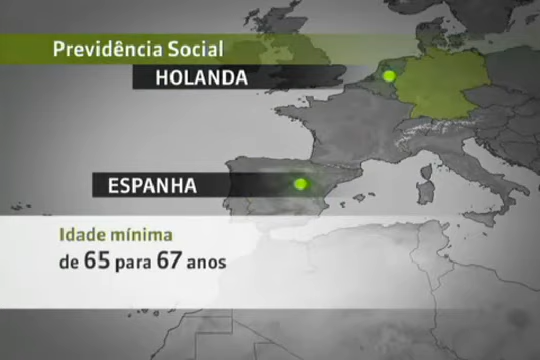 Previdência Social
HOLANDA
ESPANHA
Idade mínima
de 65 para 67 anos